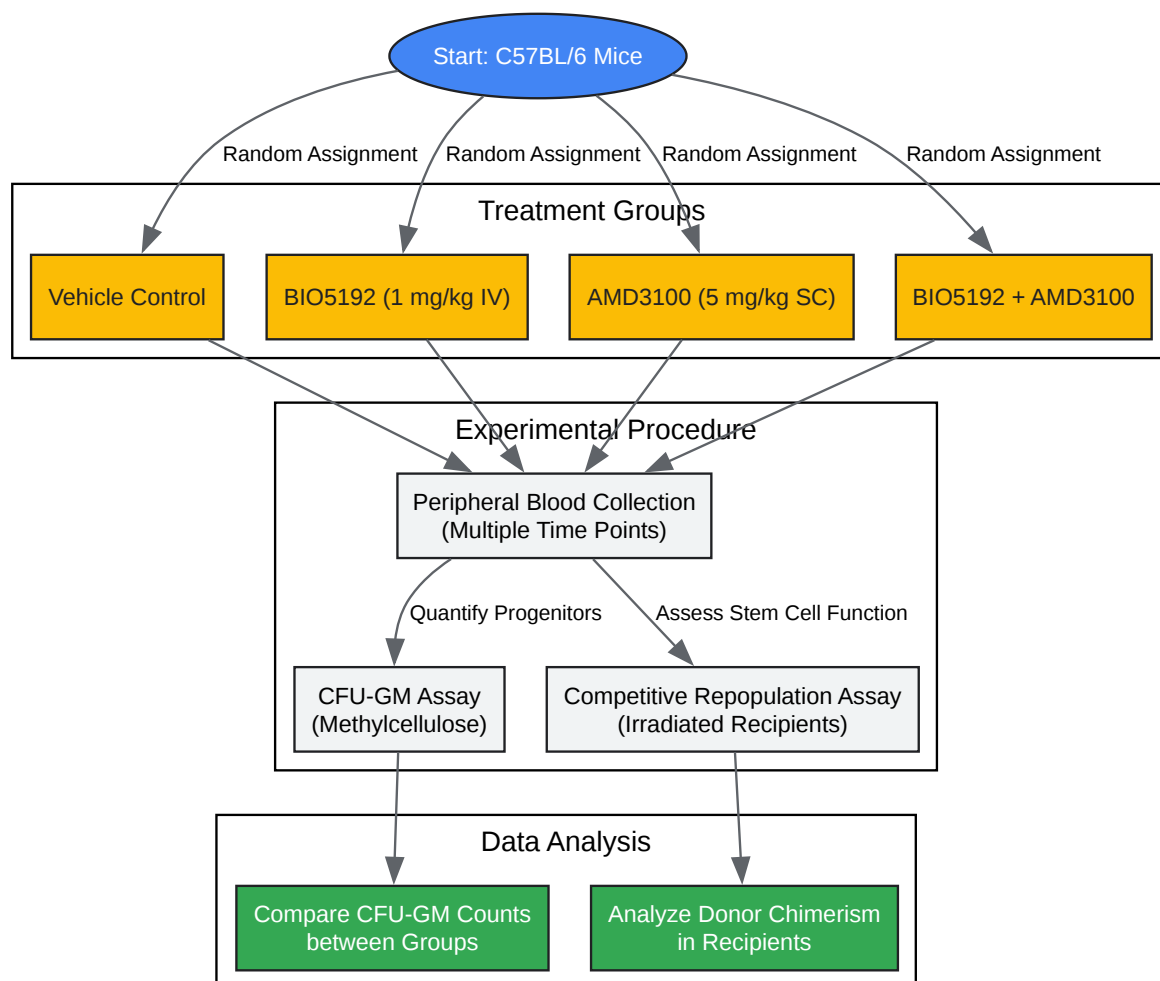 Start: C57BL/6 Mice
Random Assignment
Random Assignment
Random Assignment
Random Assignment
Treatment Groups
Vehicle Control
BIO5192 (1 mg/kg IV)
AMD3100 (5 mg/kg SC)
BIO5192 + AMD3100
Experimental Procedure
Peripheral Blood Collection
(Multiple Time Points)
Quantify Progenitors
Assess Stem Cell Function
CFU-GM Assay
(Methylcellulose)
Competitive Repopulation Assay
(Irradiated Recipients)
Data Analysis
Compare CFU-GM Counts
between Groups
Analyze Donor Chimerism
in Recipients